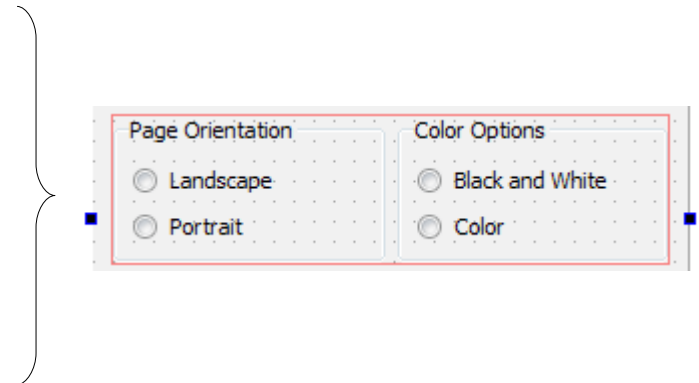 Page Orientation
Landscape
Portrait
Color Options
Black and White
Color